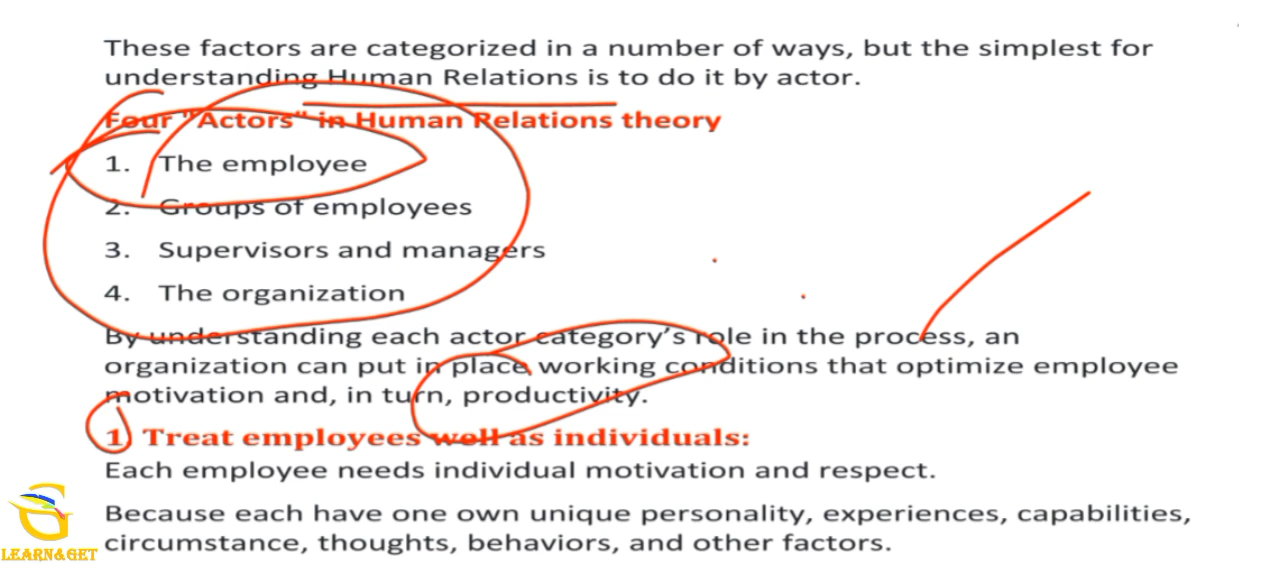 These factors are categorized in a number of ways, but the simplest for
understanding Human Relations is to do it by actor.
Four "Actors" in Human Relations theory
1. The employee
2. Groups of employees
3. Supervisors and managers
4. The organization
By understanding each actor category's role in the process, an
organization can put in place working conditions that optimize employee
motivation and, in turn, productivity.
1) Treat employees well as individuals:
Each employee needs individual motivation and respect.
Because each have one own unique personality, experiences, capabilities,
circumstance, thoughts, behaviors, and other factors.
LEARN&GET